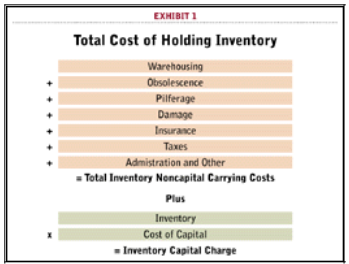 EXHIBIT 1
Total Cost of Holding Inventory
Warehousing
+ Obsolescence
+ Pilferage
+ Damage
+ Insurance
+ Taxes
+ Admistration and Other
= Total Inventory Noncapital Carrying Costs
Plus
Inventory
x Cost of Capital
= Inventory Capital Charge